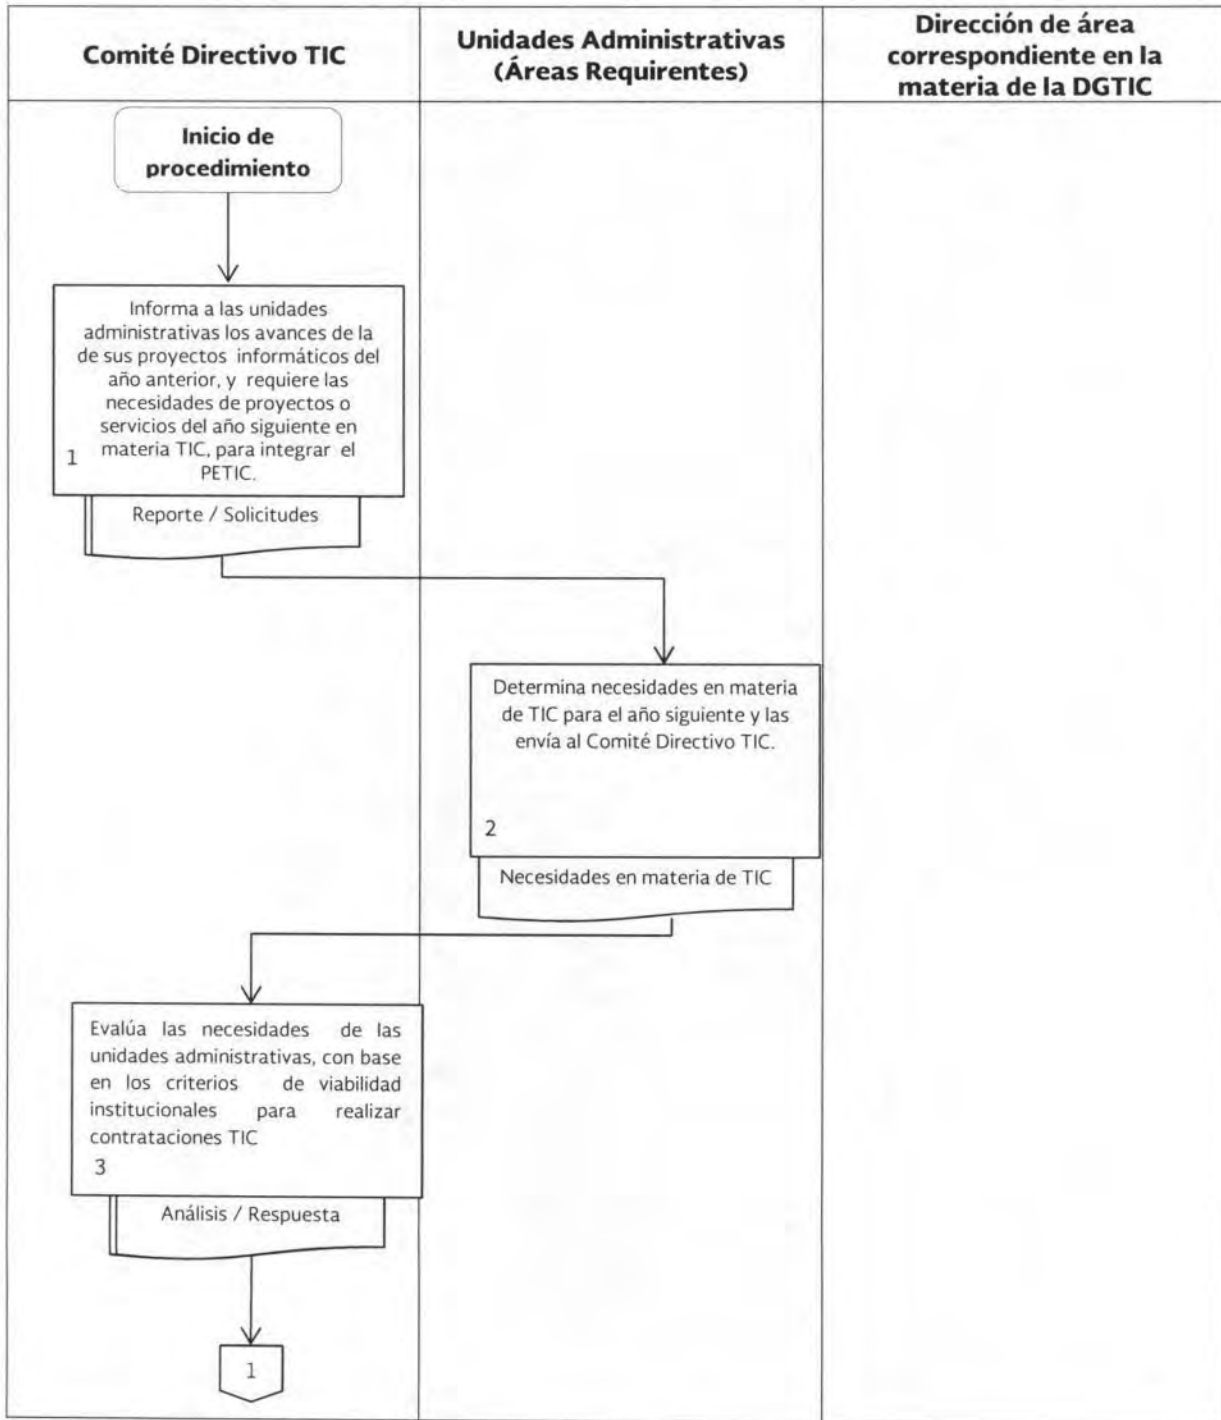 Comité Directivo TIC
Unidades Administrativas
(Áreas Requirentes)
Dirección de área
correspondiente en la
materia de la DGTIC
Inicio de
procedimiento
Informa a las unidades
administrativas los avances de la
de sus proyectos informáticos del
año anterior, y requiere las
necesidades de proyectos o
servicios del año siguiente en
materia TIC, para integrar el
PETIC.
1
Reporte / Solicitudes
Determina necesidades en materia
de TIC para el año siguiente y las
envía al Comité Directivo TIC.
2
Necesidades en materia de TIC
Evalúa las necesidades de las
unidades administrativas, con base
en los criterios de viabilidad
institucionales para realizar
contrataciones TIC
3
Análisis / Respuesta
1